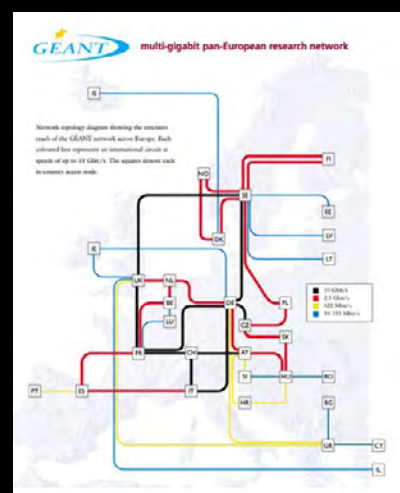 GÉANT
multi-gigabit pan-European research network
IS
Network topology diagram showing the extensive
reach of the GÉANT network across Europe. Each
coloured line represents an international circuit at
speeds of up to 10 Gbit/s. The squares denote each
in-country access node.
FI
NO
SE
EE
DK
LV
IE
LT
UK
NL
10 Gbit/s
2.5 Gbit/s
622 Mbit/s
34-155 Mbit/s
BE
DE
PL
LU
CZ
SK
FR
CH
AT
SI
HU
RO
PT
ES
IT
HR
BG
GR
CY
IL